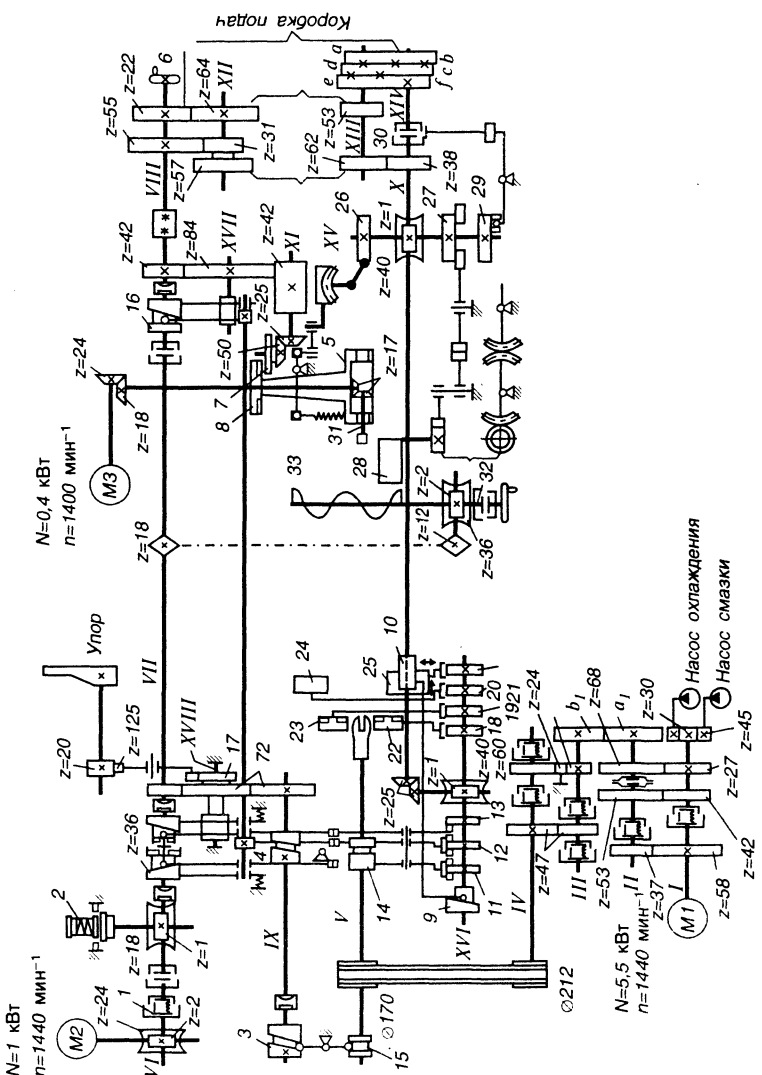 Коробка подач
N=0,4 кВт
n=1400 мин⁻¹
М3
z=24
z=18
z=18
Упор
z=20
z=125
VII
XVIII
17
72
z=36
4
2
z=18
z=1
1
z=24
z=2
VI
М2
N=1 кВт
n=1440 мин⁻¹
16
z=42
z=84
XVII
z=42
XI
VIII
z=55
z=22
6
z=64
XII
z=57
z=31
7
8
z=50
z=25
5
z=17
31
XV
z=40
26
z=1
X
z=62
XIII
z=53
30
XIV
z=38
e
d
a
f
c
b
27
29
28
33
z=12
z=2
z=36
32
IX
3
V
15
⌀170
14
9
XVI
11
12
13
z=25
z=1
z=40
z=60
10
24
25
23
22
18
19
21
20
IV
⌀212
z=47
III
z=24
b₁
z=68
a₁
z=30
z=45
z=27
z=42
z=53
II
z=37
I
z=58
М1
N=5,5 кВт
n=1440 мин⁻¹
Насос охлаждения
Насос смазки